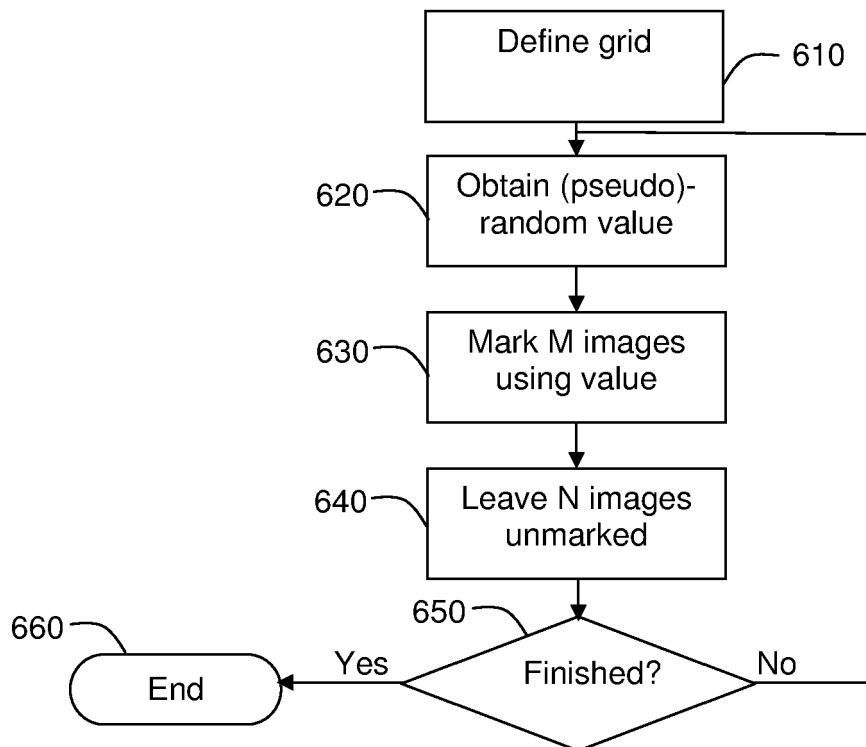 Define grid
610
620
Obtain (pseudo)-
random value
630
Mark M images
using value
640
Leave N images
unmarked
650
660
Yes
Finished?
No
End